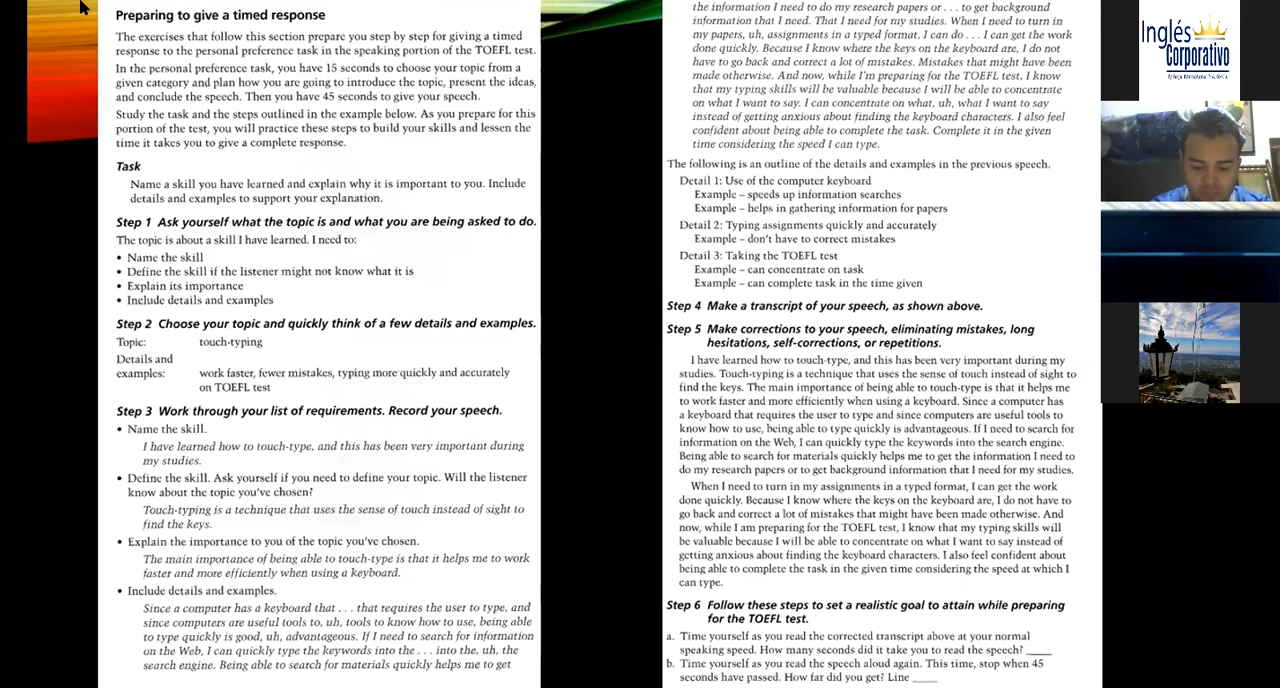 Preparing to give a timed response
The exercises that follow this section prepare you step by step for giving a timed
response to the personal preference task in the speaking portion of the TOEFL test.
In the personal preference task, you have 15 seconds to choose your topic from a
given category and plan how you are going to introduce the topic, present the ideas,
and conclude the speech. Then you have 45 seconds to give your speech.
Study the task and the steps outlined in the example below. As you prepare for this
portion of the test, you will practice these steps to build your skills and lessen the
time it takes you to give a complete response.
Task
Name a skill you have learned and explain why it is important to you. Include
details and examples to support your explanation.
Step 1 Ask yourself what the topic is and what you are being asked to do.
The topic is about a skill I have learned. I need to:
• Name the skill
• Define the skill if the listener might not know what it is
• Explain its importance
• Include details and examples
Step 2 Choose your topic and quickly think of a few details and examples.
Topic: touch-typing
Details and
examples: work faster, fewer mistakes, typing more quickly and accurately
on TOEFL test
Step 3 Work through your list of requirements. Record your speech.
• Name the skill.
I have learned how to touch-type, and this has been very important during
my studies.
• Define the skill. Ask yourself if you need to define your topic. Will the listener
know about the topic you've chosen?
Touch-typing is a technique that uses the sense of touch instead of sight to
find the keys.
• Explain the importance to you of the topic you've chosen.
The main importance of being able to touch-type is that it helps me to work
faster and more efficiently when using a keyboard.
• Include details and examples.
Since a computer has a keyboard that . . . that requires the user to type, and
since computers are useful tools to, uh, tools to know how to use, being able
to type quickly is good, uh, advantageous. If I need to search for information
on the Web, I can quickly type the keywords into the . . . into the, uh, the
search engine. Being able to search for materials quickly helps me to get
the information I need to do my research papers or . . . to get background
information that I need. That I need for my studies. When I need to turn in
my papers, uh, assignments in a typed format, I can do . . . I can get the work
done quickly. Because I know where the keys on the keyboard are, I do not
have to go back and correct a lot of mistakes. Mistakes that might have been
made otherwise. And now, while I'm preparing for the TOEFL test, I know
that my typing skills will be valuable because I will be able to concentrate
on what I want to say. I can concentrate on what, uh, what I want to say
instead of getting anxious about finding the keyboard characters. I also feel
confident about being able to complete the task. Complete it in the given
time considering the speed I can type.
The following is an outline of the details and examples in the previous speech.
Detail 1: Use of the computer keyboard
Example – speeds up information searches
Example – helps in gathering information for papers
Detail 2: Typing assignments quickly and accurately
Example – don't have to correct mistakes
Detail 3: Taking the TOEFL test
Example – can concentrate on task
Example – can complete task in the time given
Step 4 Make a transcript of your speech, as shown above.
Step 5 Make corrections to your speech, eliminating mistakes, long
hesitations, self-corrections, or repetitions.
I have learned how to touch-type, and this has been very important during my
studies. Touch-typing is a technique that uses the sense of touch instead of sight to
find the keys. The main importance of being able to touch-type is that it helps me
to work faster and more efficiently when using a keyboard. Since a computer has
a keyboard that requires the user to type and since computers are useful tools to
know how to use, being able to type quickly is advantageous. If I need to search for
information on the Web, I can quickly type the keywords into the search engine.
Being able to search for materials quickly helps me to get the information I need to
do my research papers or to get background information that I need for my studies.
When I need to turn in my assignments in a typed format, I can get the work
done quickly. Because I know where the keys on the keyboard are, I do not have to
go back and correct a lot of mistakes that might have been made otherwise. And
now, while I am preparing for the TOEFL test, I know that my typing skills will
be valuable because I will be able to concentrate on what I want to say instead of
getting anxious about finding the keyboard characters. I also feel confident about
being able to complete the task in the given time considering the speed at which I
can type.
Step 6 Follow these steps to set a realistic goal to attain while preparing
for the TOEFL test.
a. Time yourself as you read the corrected transcript above at your normal
speaking speed. How many seconds did it take you to read the speech? ____
b. Time yourself as you read the speech aloud again. This time, stop when 45
seconds have passed. How far did you get? Line ____
Inglés
Corporativo